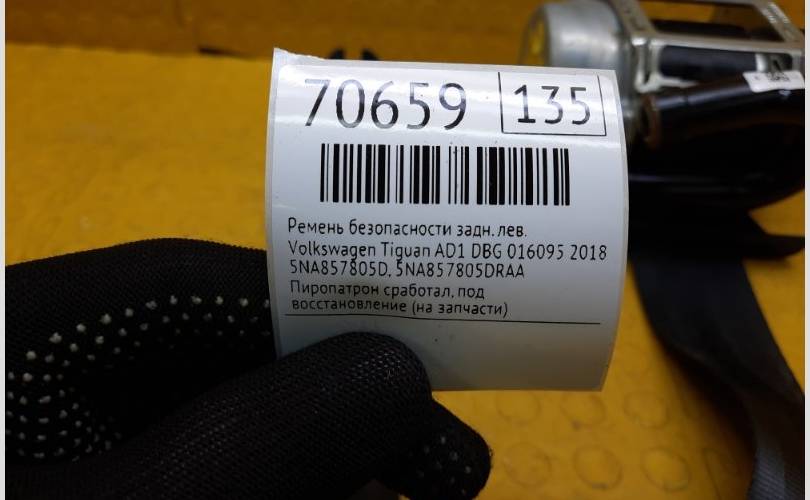 70659 135
Ремень безопасности задн. лев.
Volkswagen Tiguan AD1 DBG 016095 2018
5NA857805D, 5NA857805DRAA
Пиропатрон сработал, под
восстановление (на запчасти)